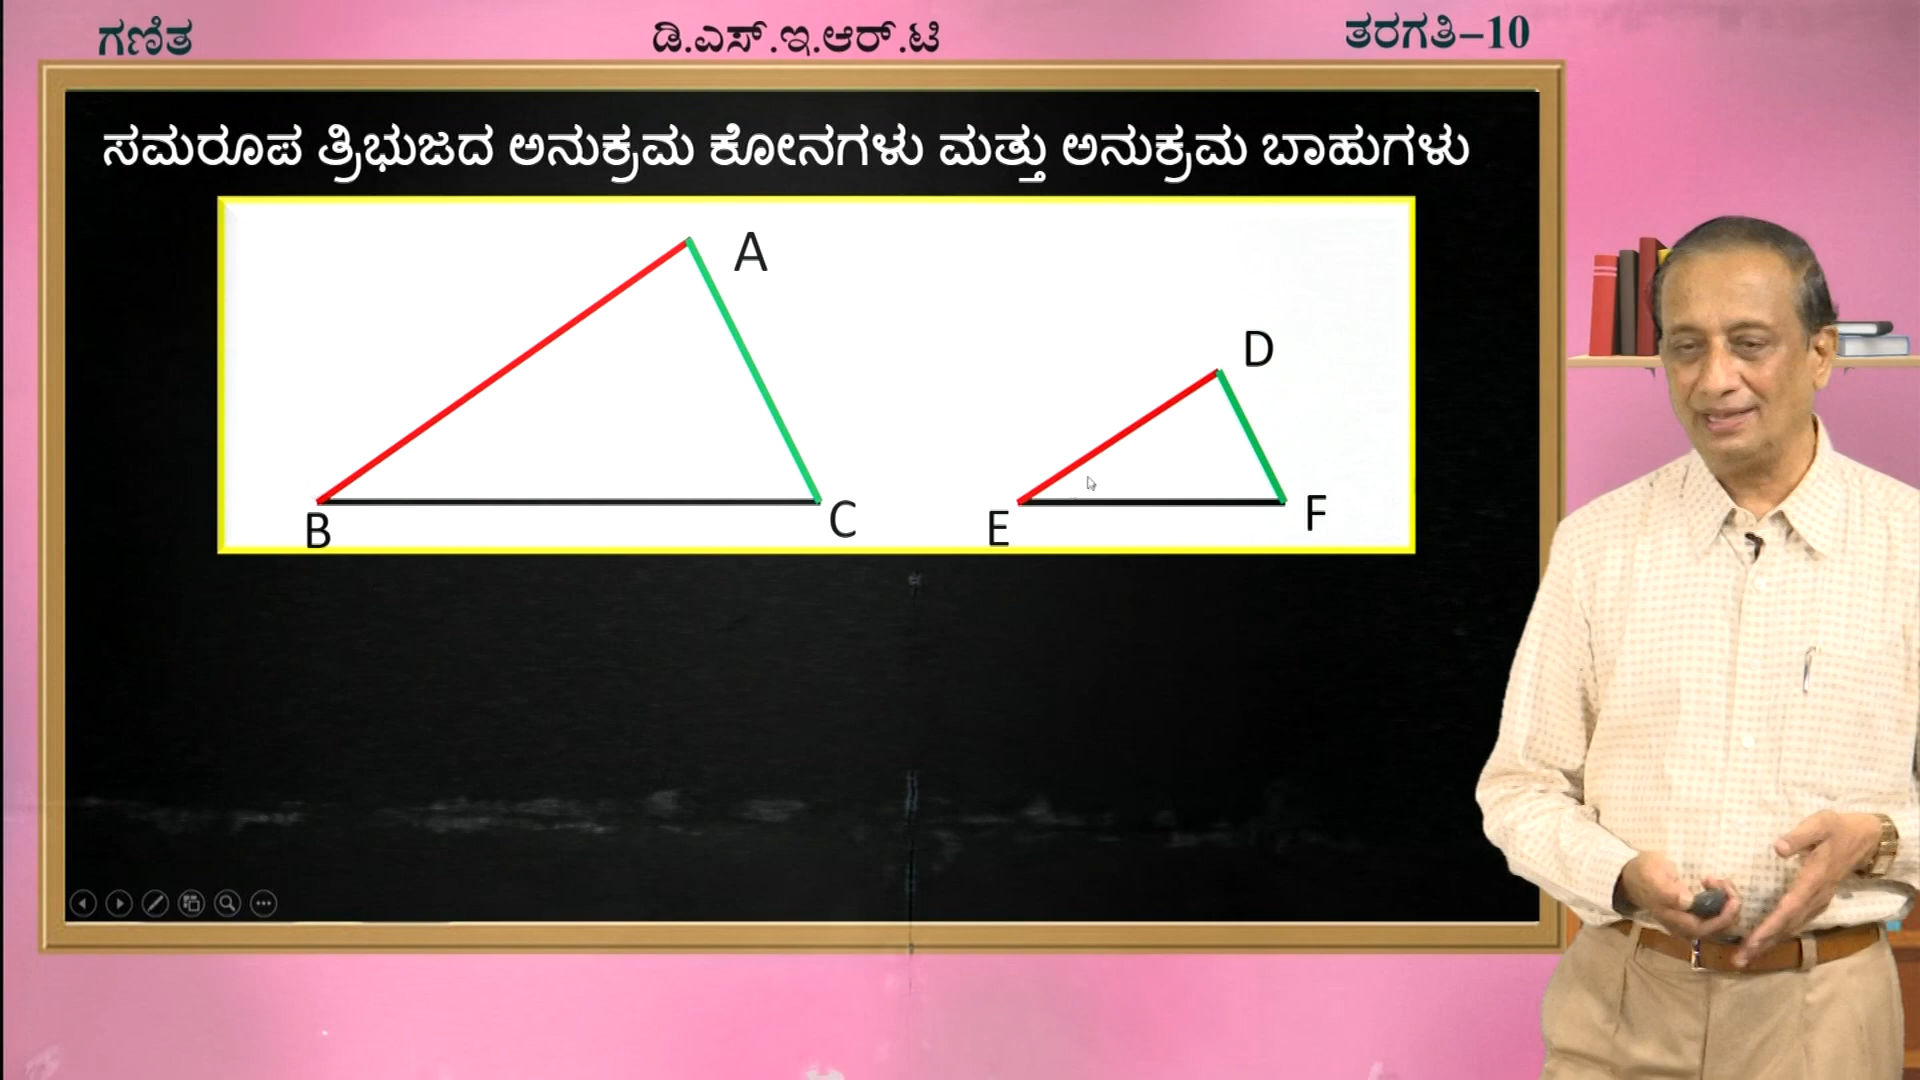 ಗಣಿತ
ಡಿ.ಎಸ್.ಇ.ಆರ್.ಟಿ
ತರಗತಿ–10
ಸಮರೂಪ ತ್ರಿಭುಜದ ಅನುಕ್ರಮ ಕೋನಗಳು ಮತ್ತು ಅನುಕ್ರಮ ಬಾಹುಗಳು
A
D
B
C
E
F